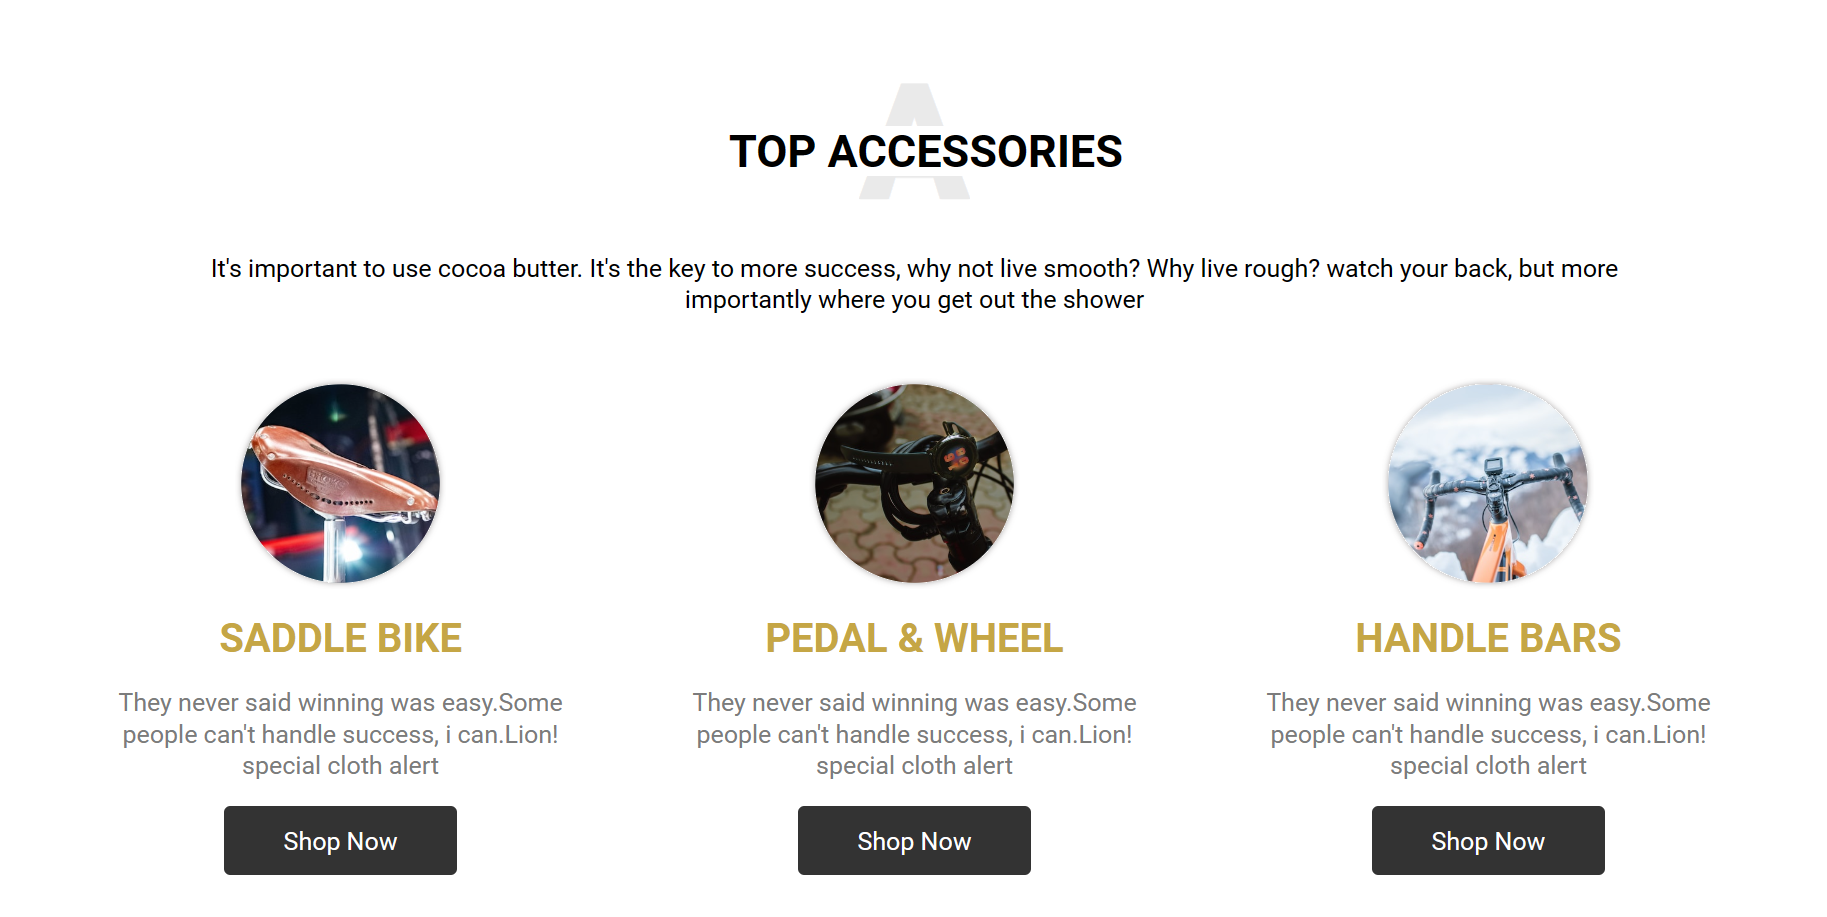 A
TOP ACCESSORIES
It's important to use cocoa butter. It's the key to more success, why not live smooth? Why live rough? watch your back, but more
importantly where you get out the shower
SADDLE BIKE
They never said winning was easy.Some
people can't handle success, i can.Lion!
special cloth alert
Shop Now
PEDAL & WHEEL
They never said winning was easy.Some
people can't handle success, i can.Lion!
special cloth alert
Shop Now
HANDLE BARS
They never said winning was easy.Some
people can't handle success, i can.Lion!
special cloth alert
Shop Now